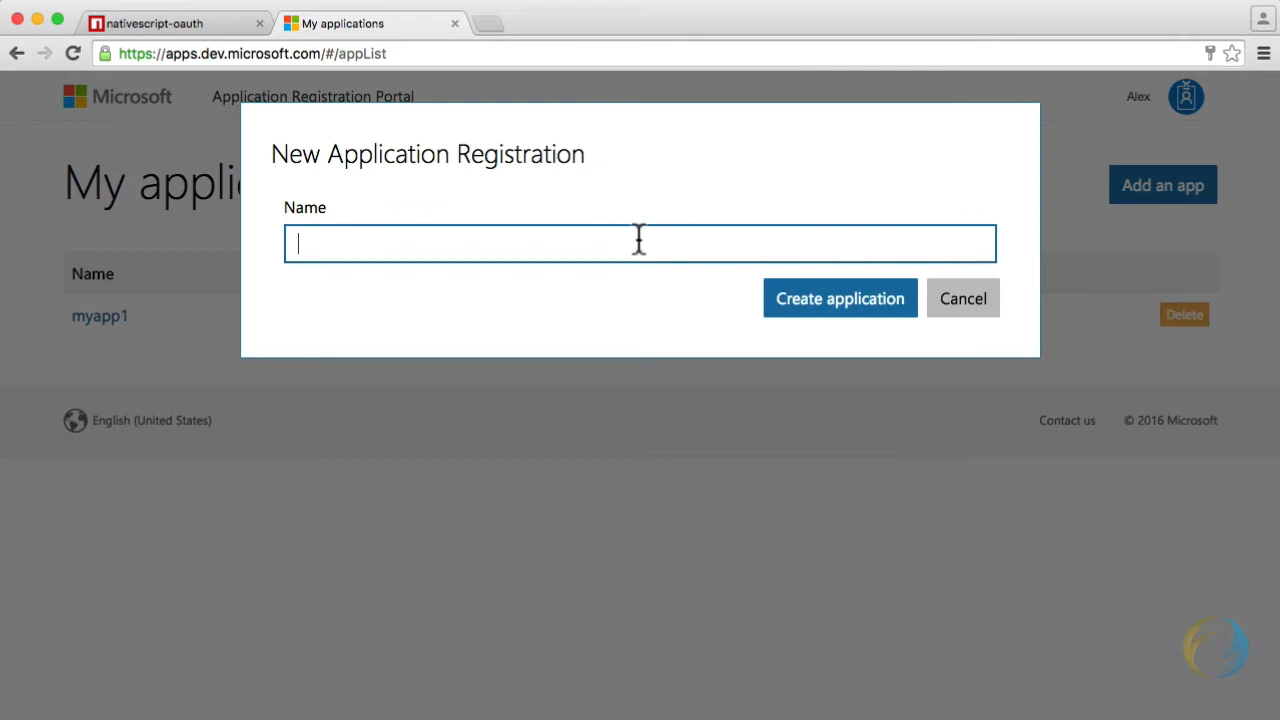 nativescript-oauth
My applications
https://apps.dev.microsoft.com/#/appList
Microsoft
Application Registration Portal
Alex
My appli
Add an app
New Application Registration
Name
Create application
Cancel
Name
myapp1
Delete
English (United States)
Contact us
© 2016 Microsoft